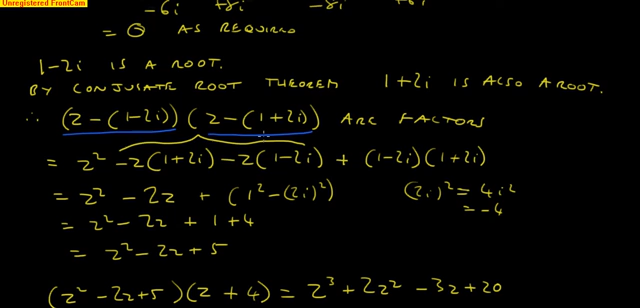 Unregistered FrontCam
-6i +8i -8i +6i
= 0 AS REQUIRED
1-2i IS A ROOT.
BY CONJUGATE ROOT THEOREM 1+2i IS ALSO A ROOT.
∴ (z-(1-2i))(z-(1+2i)) ARE FACTORS
= z² -z(1+2i) -z(1-2i) + (1-2i)(1+2i)
= z² - 2z + (1² - (2i)²) (2i)² = 4i²
= z² - 2z + 1 + 4 = -4
= z² - 2z + 5
(z² - 2z + 5)(z + 4) = z³ + 2z² - 3z + 20